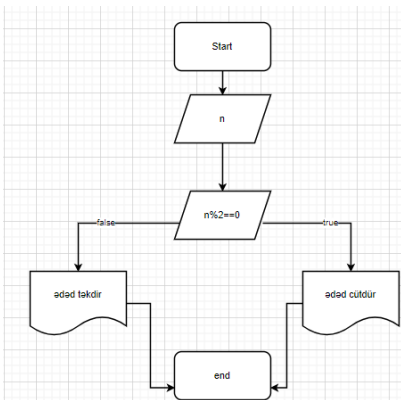 Start
n
n%2==0
false
true
ədəd təkdir
ədəd cütdür
end